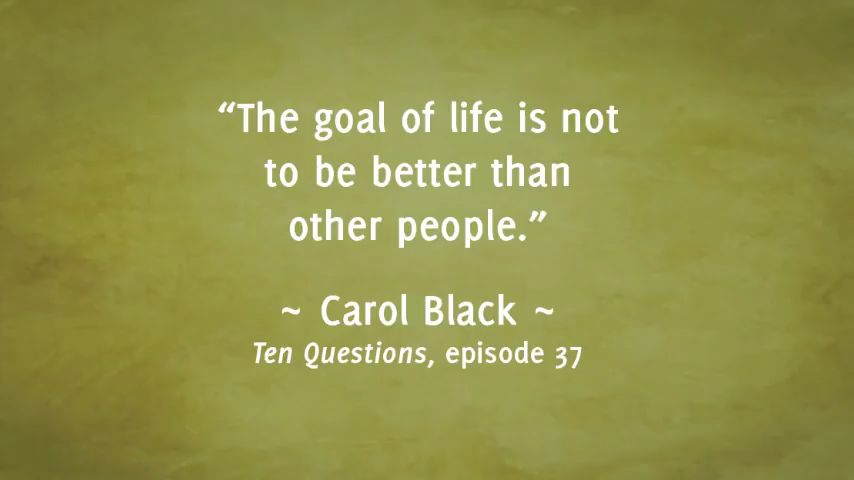 “The goal of life is not
to be better than
other people.”
~ Carol Black ~
Ten Questions, episode 37